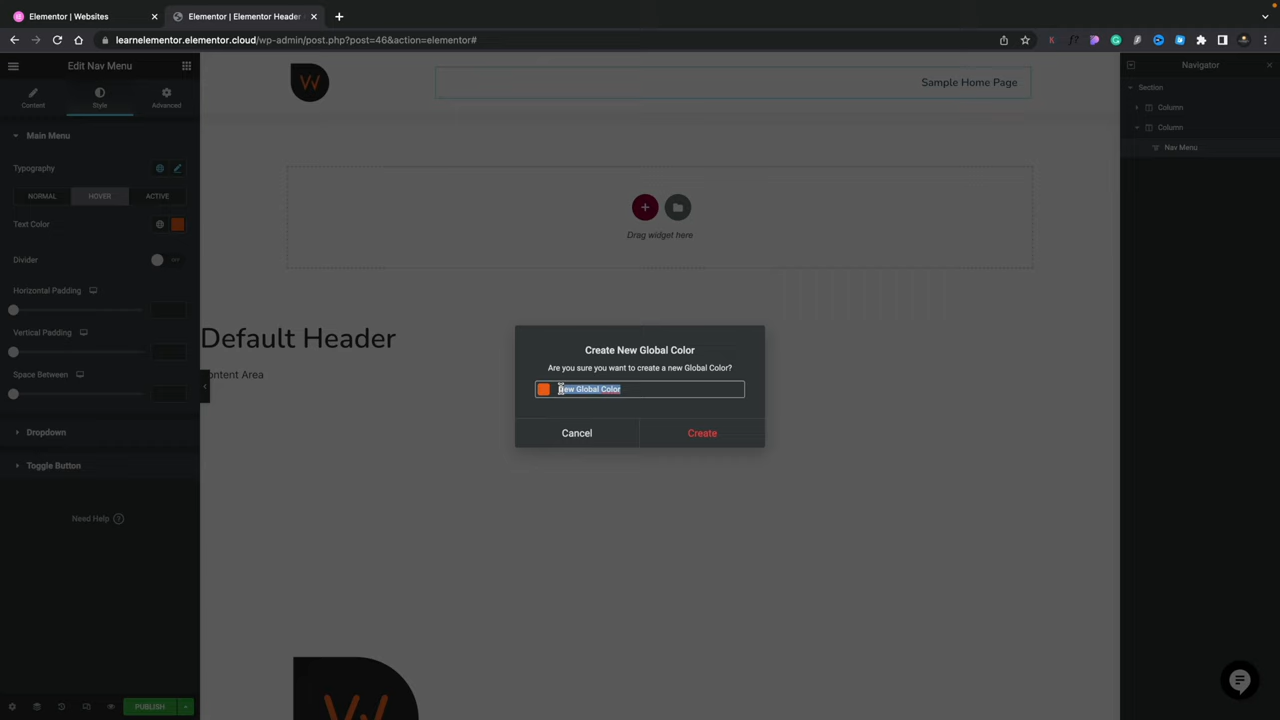 Elementor | Websites
Elementor | Elementor Header
learnelementor.elementor.cloud/wp-admin/post.php?post=46&action=elementor#
Edit Nav Menu
Content
Style
Advanced
Main Menu
Typography
NORMAL
HOVER
ACTIVE
Text Color
Divider
Horizontal Padding
Vertical Padding
Space Between
Dropdown
Toggle Button
Need Help
PUBLISH
Sample Home Page
Drag widget here
Default Header
ontent Area
Create New Global Color
Are you sure you want to create a new Global Color?
New Global Color
Cancel
Create
Navigator
Section
Column
Column
Nav Menu